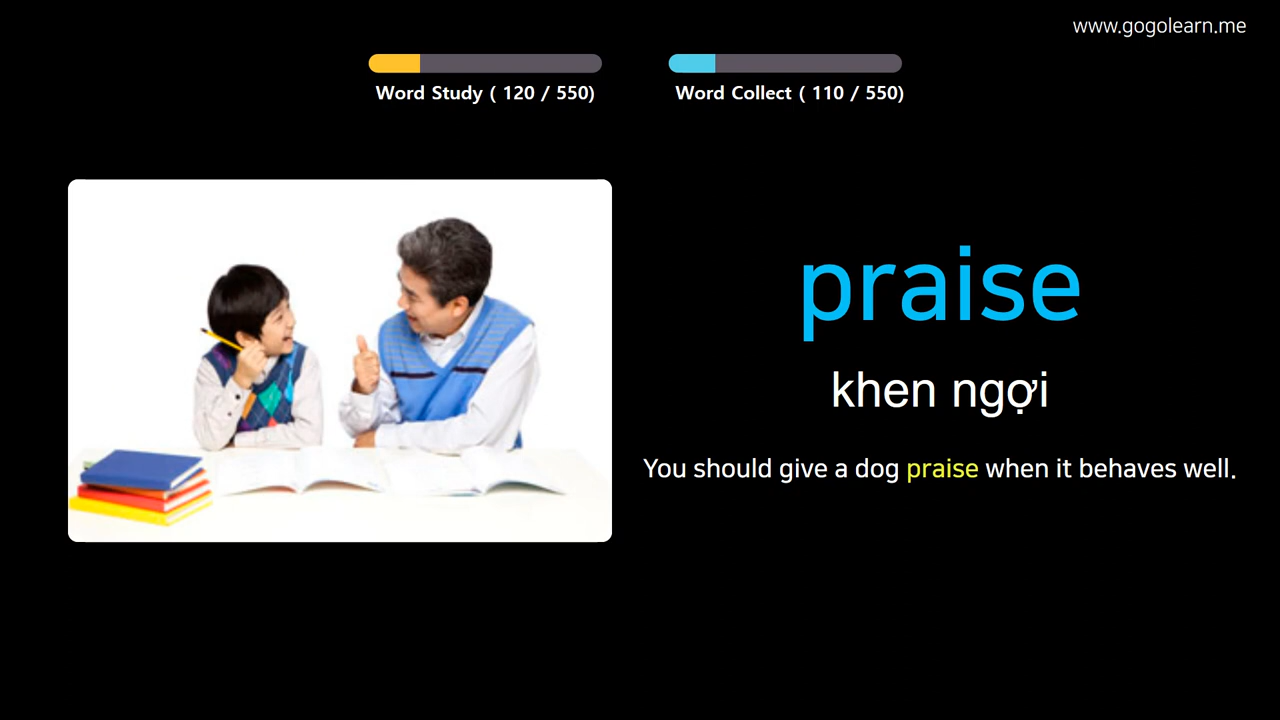 www.gogolearn.me
Word Study ( 120 / 550)
Word Collect ( 110 / 550)
praise
khen ngợi
You should give a dog praise when it behaves well.